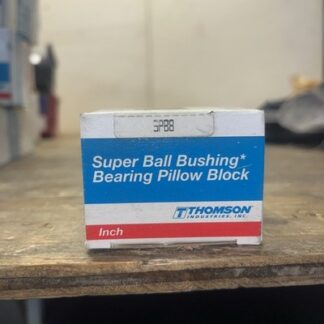 SPB8
Super Ball Bushing*
Bearing Pillow Block
THOMSON
INDUSTRIES, INC.
Inch